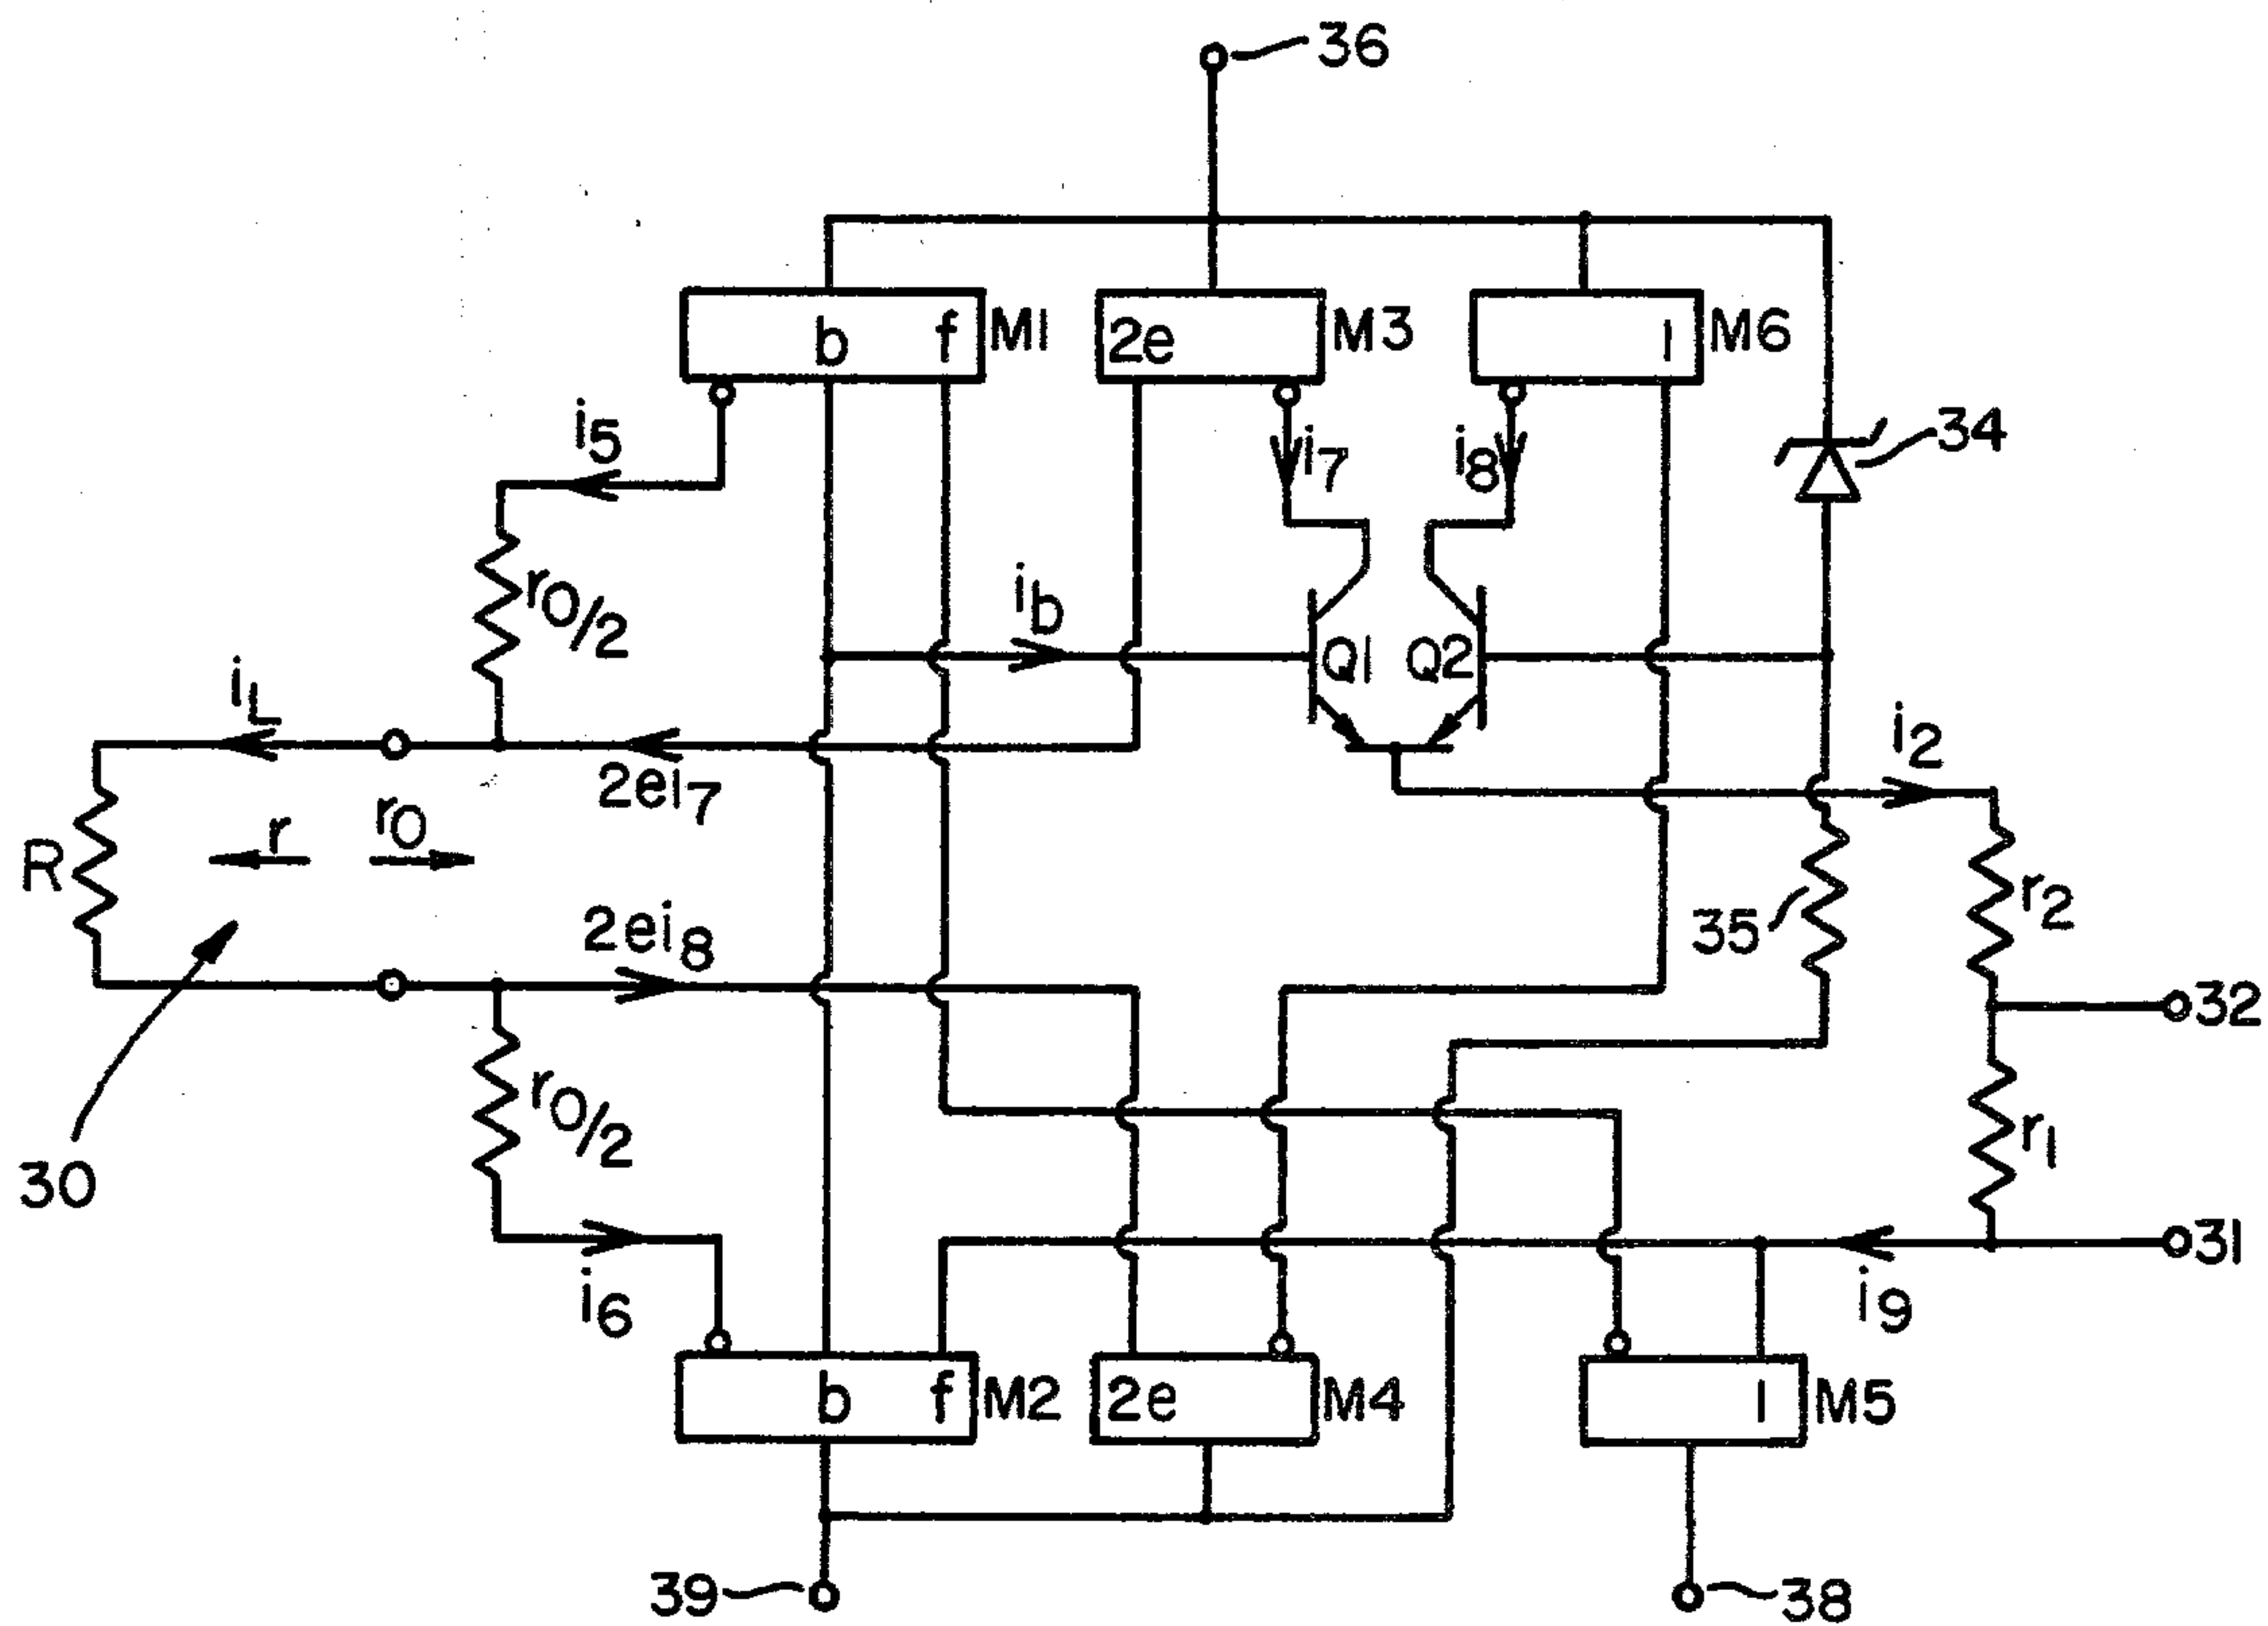 36
b f M1
2e M3
1 M6
i5
i7
i8
34
r0/2
ib
Q1 Q2
iL
i2
2ei7
r r0
R
r2
35
2ei8
32
r0/2
r1
30
31
i6
i9
b f M2
2e M4
1 M5
39
38